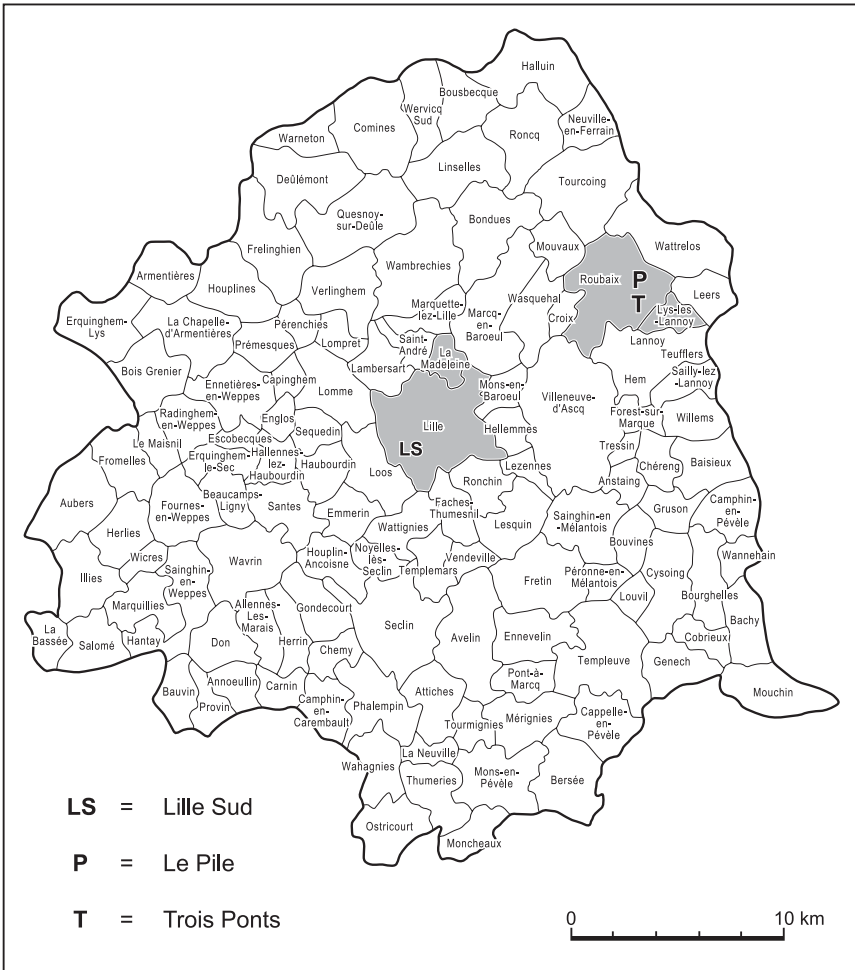 Halluin
Bousbecque
Wervicq
Sud
Neuville-
en-Ferrain
Comines
Roncq
Warneton
Linselles
Deûlémont
Tourcoing
Quesnoy-
sur-Deûle
Bondues
Frelinghien
Mouvaux
Wattrelos
Wambrechies
Armentières
Houplines
Roubaix
P
Leers
Verlinghem
Wasquehal
T
Marquette-
lez-Lille
Marcq-
en-
Baroeul
Lys-les
-Lannoy
Erquinghem-
Lys
La Chapelle-
d'Armentières
Pérenchies
Croix
Prémesques
Lompret
Saint-
André
Lannoy
La
Madeleine
Teufflers
Bois Grenier
Lambersart
Sailly-lez
-Lannoy
Ennetières-
en-Weppes
Capinghem
Lomme
Mons-en-
Baroeul
Hem
Villeneuve-
d'Ascq
Radinghem-
en-Weppes
Forest-sur-
Marque
Willems
Englos
Lille
Hellemmes
Sequedin
Le Maisnil
Escobecques
Tressin
LS
Fromelles
Erquinghem-
le-Sec
Hallennes-
lez-
Haubourdin
Haubourdin
Lezennes
Chéreng
Baisieux
Loos
Ronchin
Anstaing
Aubers
Beaucamps-
Ligny
Fournes-
en-Weppes
Santes
Emmerin
Faches-
Thumesnil
Lesquin
Sainghin-
en-
Mélantois
Gruson
Camphin-
en-
Pévèle
Wattignies
Herlies
Bouvines
Wicres
Wavrin
Houplin-
Ancoisne
Noyelles-
lès-
Seclin
Vendeville
Wannehain
Templemars
Illies
Sainghin-
en-
Weppes
Fretin
Péronne-en-
Mélantois
Cysoing
Louvil
Bourghelles
Marquillies
Allennes-
Les-
Marais
Gondecourt
Seclin
La
Bassée
Salomé
Hantay
Bachy
Avelin
Ennevelin
Cobrieux
Don
Herrin
Chemy
Templeuve
Genech
Pont-
à-
Marcq
Bauvin
Annoeullin
Carnin
Camphin-
en-
Carembault
Attiches
Mouchin
Provin
Phalempin
Tourmignies
Mérignies
Cappelle-
en-
Pévèle
La Neuville
Wahagnies
Thumeries
Mons-en-
Pévèle
Bersée
Ostricourt
Moncheaux
LS = Lille Sud
P = Le Pile
T = Trois Ponts
0 10 km